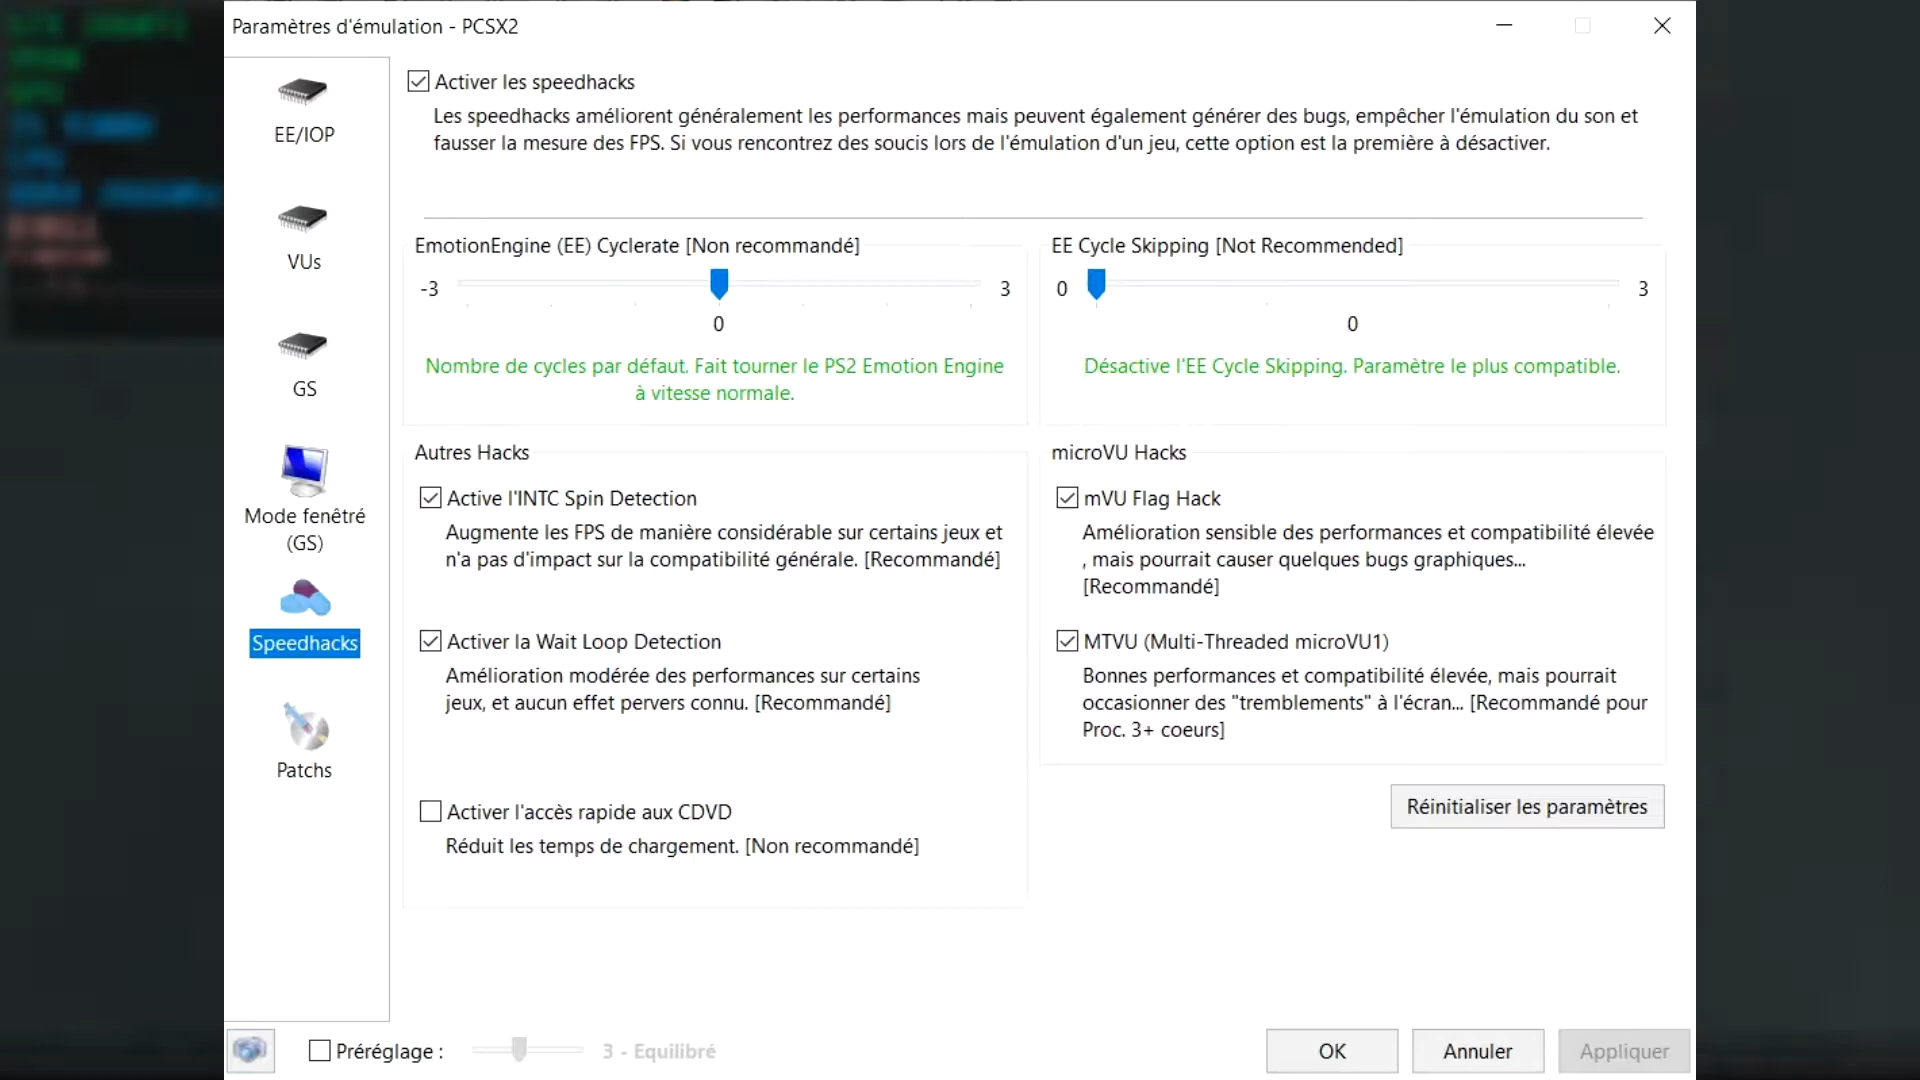 Paramètres d'émulation - PCSX2
EE/IOP
VUs
GS
Mode fenêtré
(GS)
Speedhacks
Patchs
Activer les speedhacks
Les speedhacks améliorent généralement les performances mais peuvent également générer des bugs, empêcher l'émulation du son et
fausser la mesure des FPS. Si vous rencontrez des soucis lors de l'émulation d'un jeu, cette option est la première à désactiver.
EmotionEngine (EE) Cyclerate [Non recommandé]
-3
3
0
Nombre de cycles par défaut. Fait tourner le PS2 Emotion Engine
à vitesse normale.
EE Cycle Skipping [Not Recommended]
0
3
0
Désactive l'EE Cycle Skipping. Paramètre le plus compatible.
Autres Hacks
Active l'INTC Spin Detection
Augmente les FPS de manière considérable sur certains jeux et
n'a pas d'impact sur la compatibilité générale. [Recommandé]
Activer la Wait Loop Detection
Amélioration modérée des performances sur certains
jeux, et aucun effet pervers connu. [Recommandé]
Activer l'accès rapide aux CDVD
Réduit les temps de chargement. [Non recommandé]
microVU Hacks
mVU Flag Hack
Amélioration sensible des performances et compatibilité élevée
, mais pourrait causer quelques bugs graphiques...
[Recommandé]
MTVU (Multi-Threaded microVU1)
Bonnes performances et compatibilité élevée, mais pourrait
occasionner des "tremblements" à l'écran... [Recommandé pour
Proc. 3+ coeurs]
Réinitialiser les paramètres
Préréglage :
3 - Equilibré
OK
Annuler
Appliquer